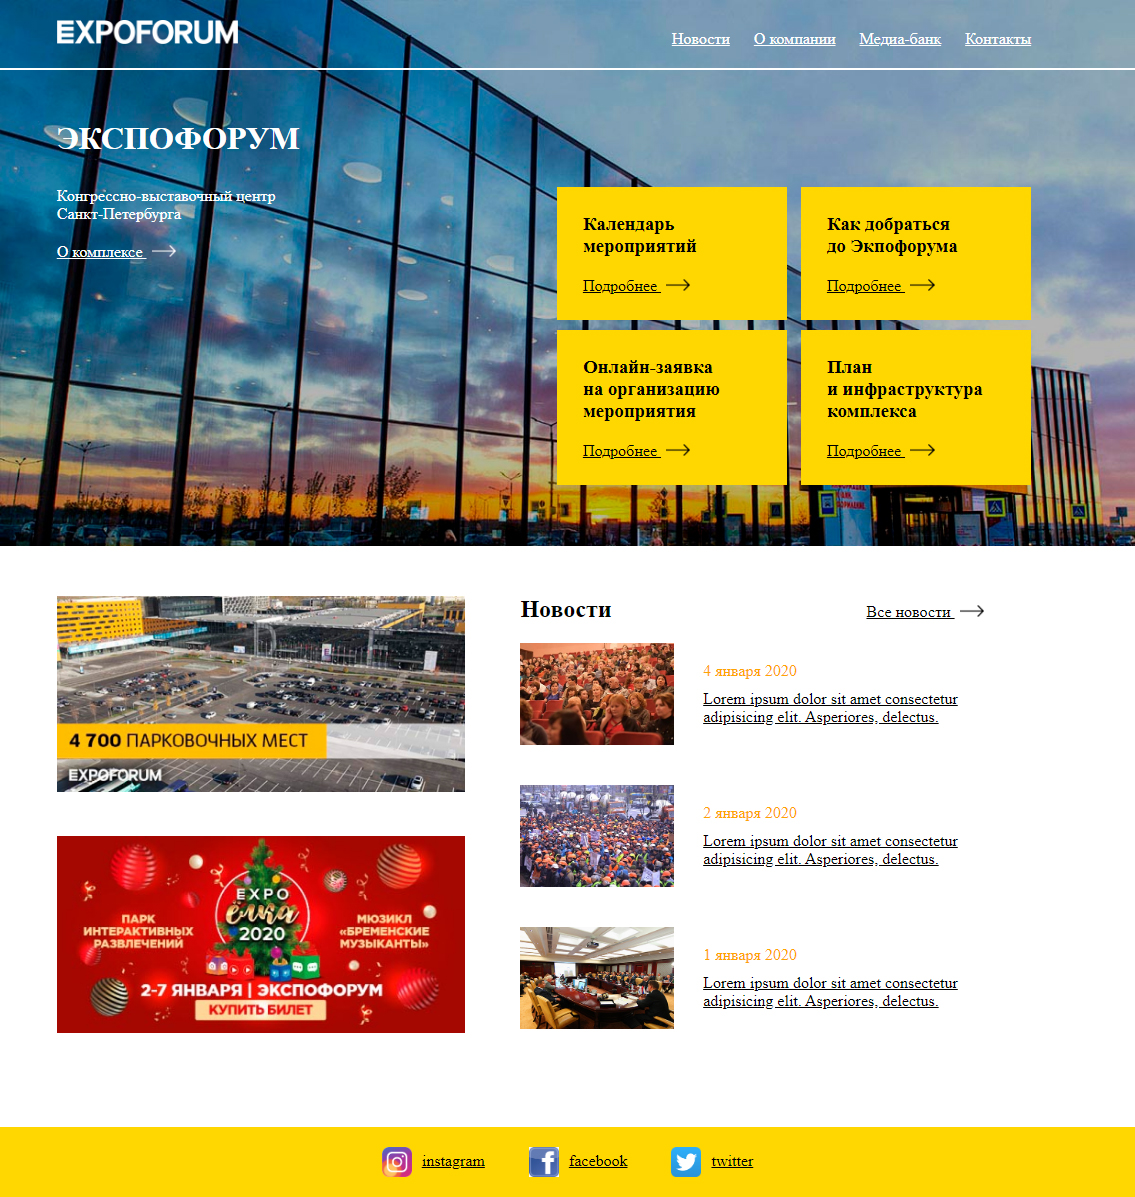 EXPOFORUM
Новости О компании Медиа-банк Контакты
ЭКСПОФОРУМ
Конгрессно-выставочный центр
Санкт-Петербурга
О комплексе
Календарь
мероприятий
Подробнее
Как добраться
до Экпофорума
Подробнее
Онлайн-заявка
на организацию
мероприятия
Подробнее
План
и инфраструктура
комплекса
Подробнее
4 700 ПАРКОВОЧНЫХ МЕСТ
EXPOFORUM
EXPO
ёлка
2020
ПАРК
ИНТЕРАКТИВНЫХ
РАЗВЛЕЧЕНИЙ
МЮЗИКЛ
«БРЕМЕНСКИЕ
МУЗЫКАНТЫ»
2-7 ЯНВАРЯ | ЭКСПОФОРУМ
КУПИТЬ БИЛЕТ
Новости
Все новости
4 января 2020
Lorem ipsum dolor sit amet consectetur
adipisicing elit. Asperiores, delectus.
2 января 2020
Lorem ipsum dolor sit amet consectetur
adipisicing elit. Asperiores, delectus.
1 января 2020
Lorem ipsum dolor sit amet consectetur
adipisicing elit. Asperiores, delectus.
instagram facebook twitter